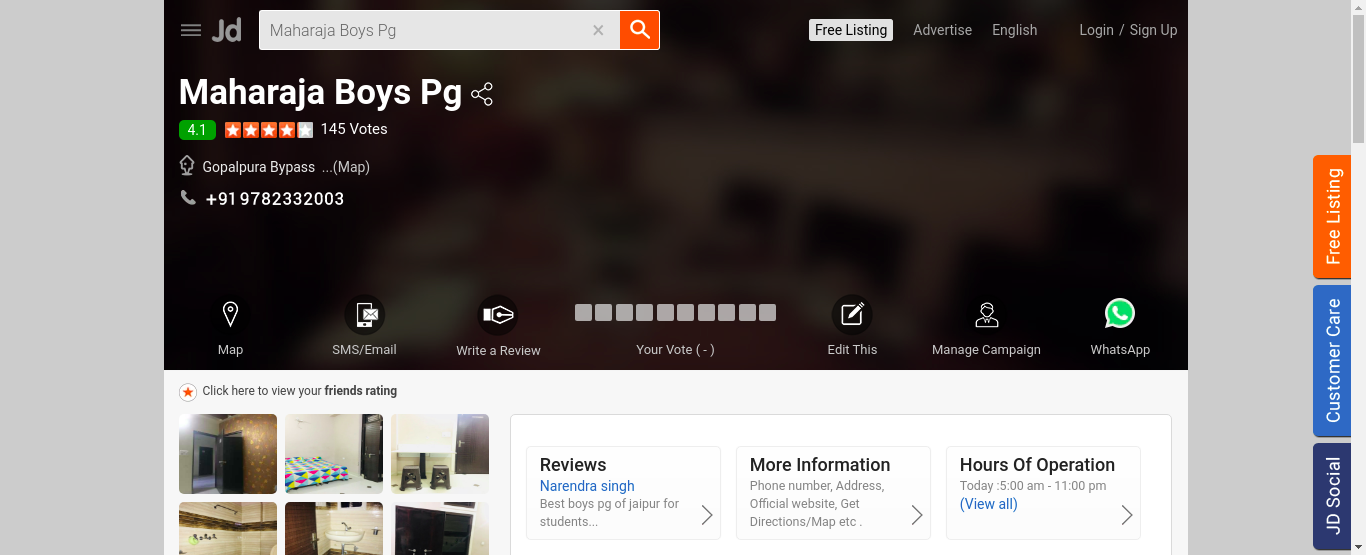 Jd
Maharaja Boys Pg
Free Listing
Advertise
English
Login / Sign Up
Maharaja Boys Pg
4.1
145 Votes
Gopalpura Bypass ...(Map)
+919782332003
Map
SMS/Email
Write a Review
Your Vote ( - )
Edit This
Manage Campaign
WhatsApp
Click here to view your friends rating
Reviews
Narendra singh
Best boys pg of jaipur for
students...
More Information
Phone number, Address,
Official website, Get
Directions/Map etc .
Hours Of Operation
Today :5:00 am - 11:00 pm
(View all)
Free Listing
Customer Care
JD Social